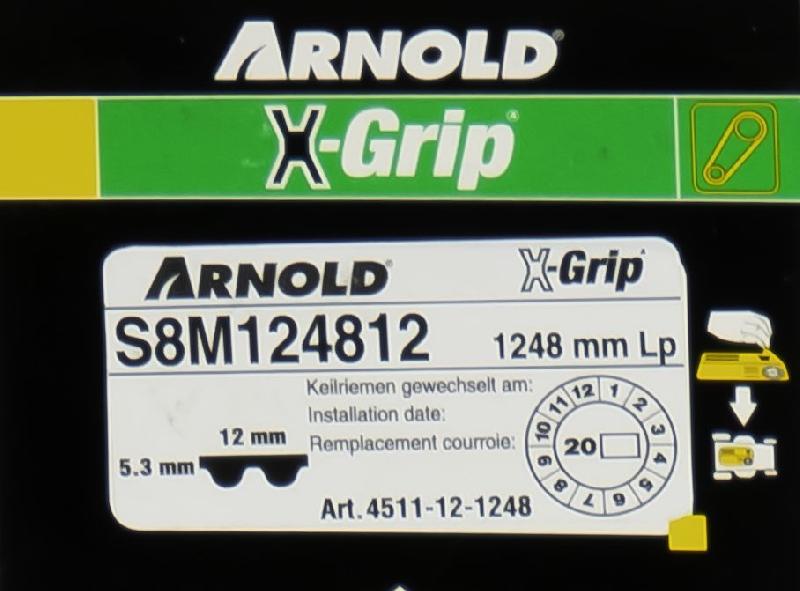 ARNOLD®
X-Grip®
ARNOLD®
X-Grip
S8M124812
1248 mm Lp
Keilriemen gewechselt am:
Installation date:
Remplacement courroie:
12 mm
5.3 mm
Art. 4511-12-1248
1 2 3 4 5 6 7 8 9 10 11 12
20